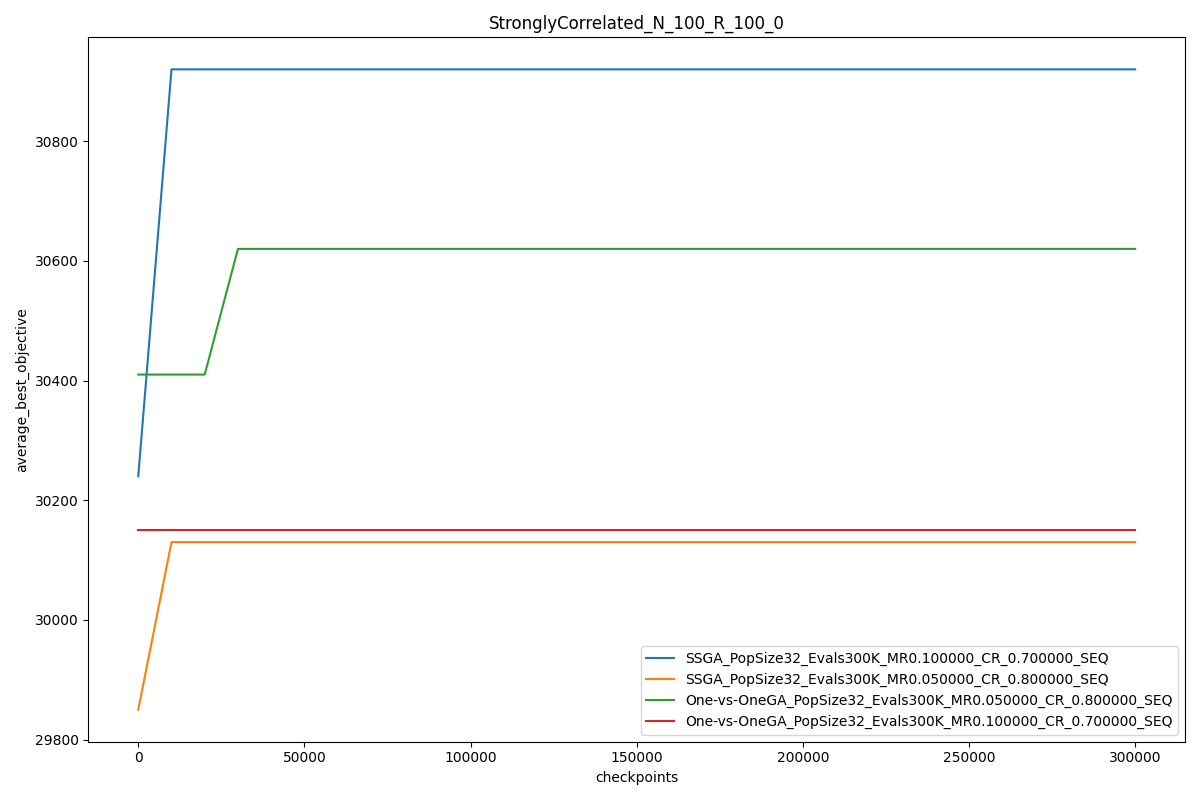 StronglyCorrelated_N_100_R_100_0
average_best_objective
30800
30600
30400
30200
30000
29800
0
50000
100000
150000
200000
250000
300000
checkpoints
SSGA_PopSize32_Evals300K_MR0.100000_CR_0.700000_SEQ
SSGA_PopSize32_Evals300K_MR0.050000_CR_0.800000_SEQ
One-vs-OneGA_PopSize32_Evals300K_MR0.050000_CR_0.800000_SEQ
One-vs-OneGA_PopSize32_Evals300K_MR0.100000_CR_0.700000_SEQ